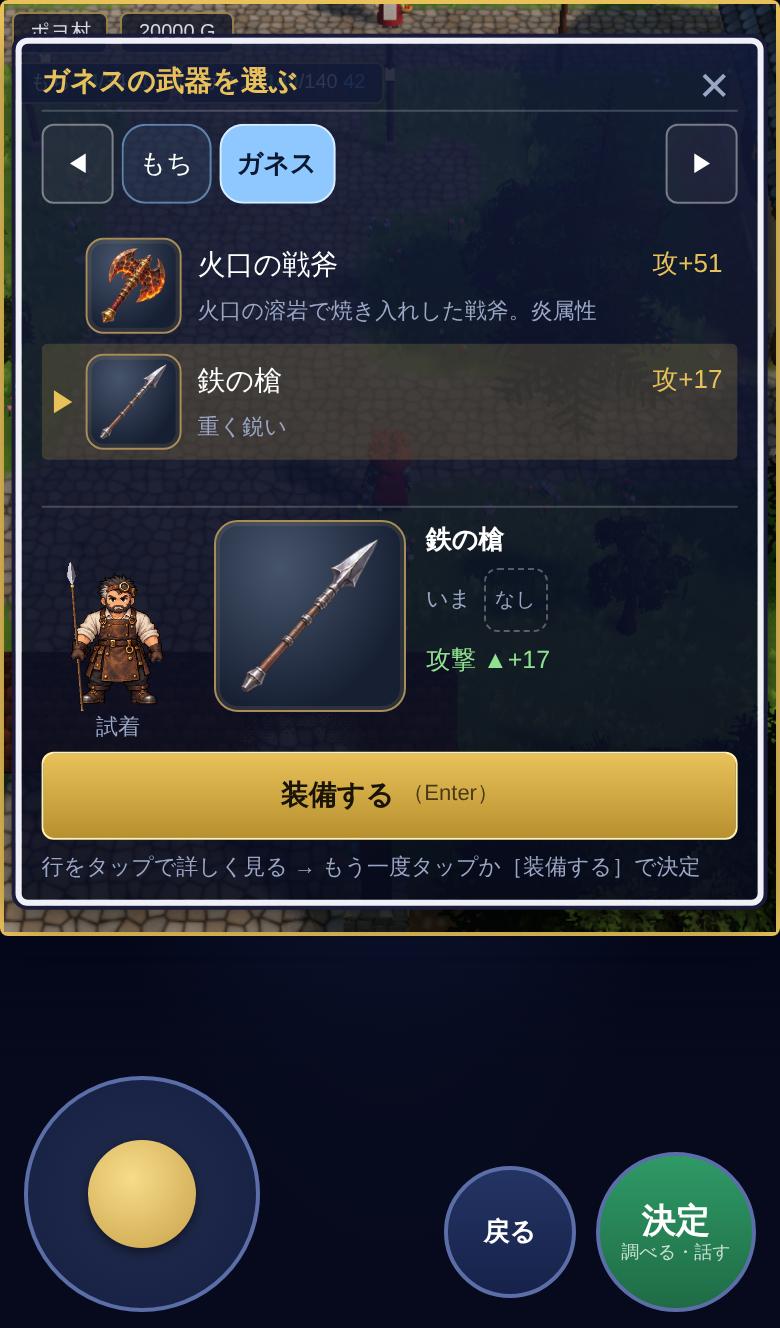 ポヨ村
20000 G
/140 42
ガネスの武器を選ぶ
✕
◀
もち
ガネス
▶
火口の戦斧
攻+51
火口の溶岩で焼き入れした戦斧。炎属性
▶
鉄の槍
攻+17
重く鋭い
鉄の槍
いま
なし
攻撃 ▲+17
試着
装備する （Enter）
行をタップで詳しく見る → もう一度タップか［装備する］で決定
戻る
決定
調べる・話す